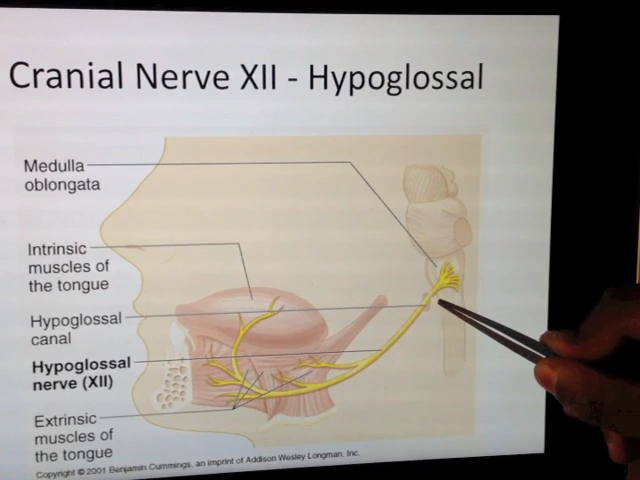 Cranial Nerve XII - Hypoglossal
Medulla
oblongata
Intrinsic
muscles of
the tongue
Hypoglossal
canal
Hypoglossal
nerve (XII)
Extrinsic
muscles of
the tongue
Copyright © 2001 Benjamin Cummings, an imprint of Addison Wesley Longman, Inc.